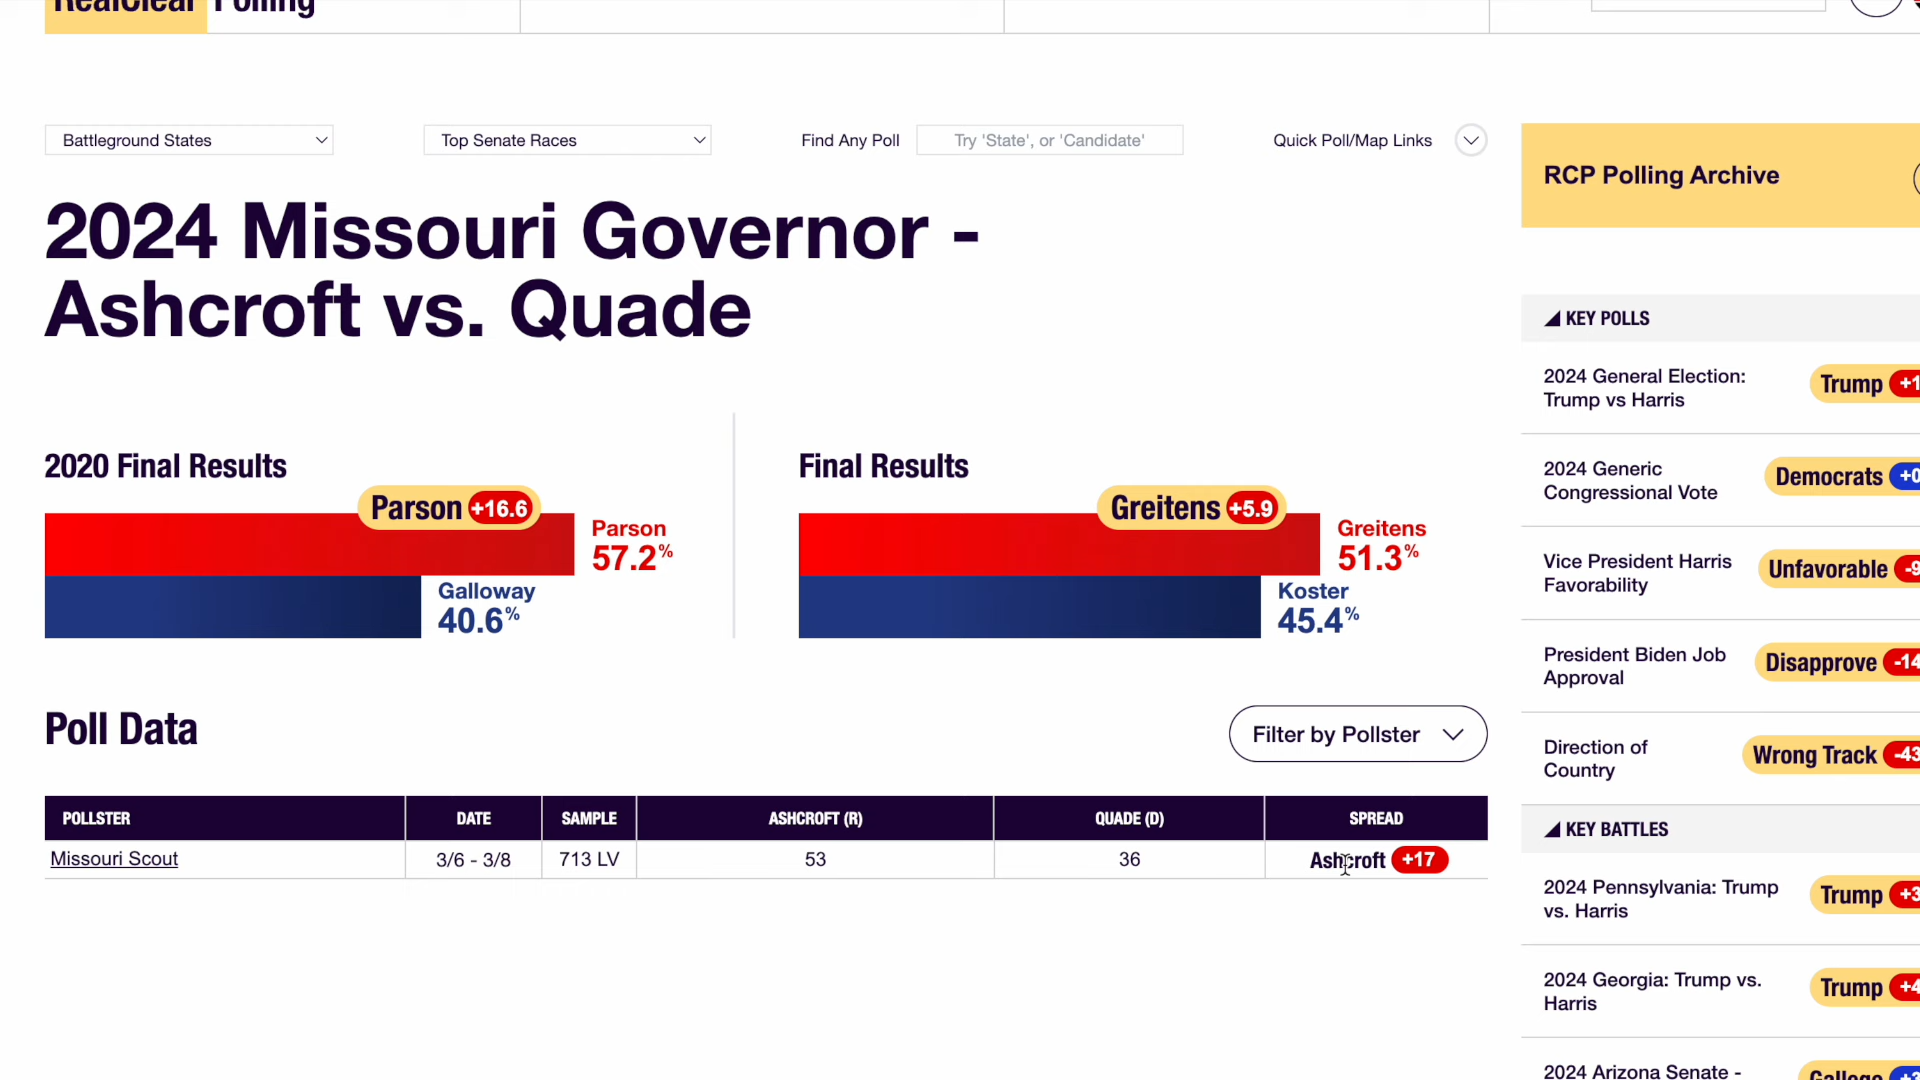 RealClear Polling
Battleground States
Top Senate Races
Find Any Poll
Try 'State', or 'Candidate'
Quick Poll/Map Links
2024 Missouri Governor -
Ashcroft vs. Quade
2020 Final Results
Parson +16.6
Parson
57.2%
Galloway
40.6%
Final Results
Greitens +5.9
Greitens
51.3%
Koster
45.4%
Poll Data
Filter by Pollster
POLLSTER DATE SAMPLE ASHCROFT (R) QUADE (D) SPREAD
Missouri Scout 3/6 - 3/8 713 LV 53 36 Ashcroft +17
RCP Polling Archive
KEY POLLS
2024 General Election:
Trump vs Harris
Trump
2024 Generic
Congressional Vote
Democrats
Vice President Harris
Favorability
Unfavorable
President Biden Job
Approval
Disapprove
Direction of
Country
Wrong Track
KEY BATTLES
2024 Pennsylvania: Trump
vs. Harris
Trump
2024 Georgia: Trump vs.
Harris
Trump
2024 Arizona Senate -
Gallego